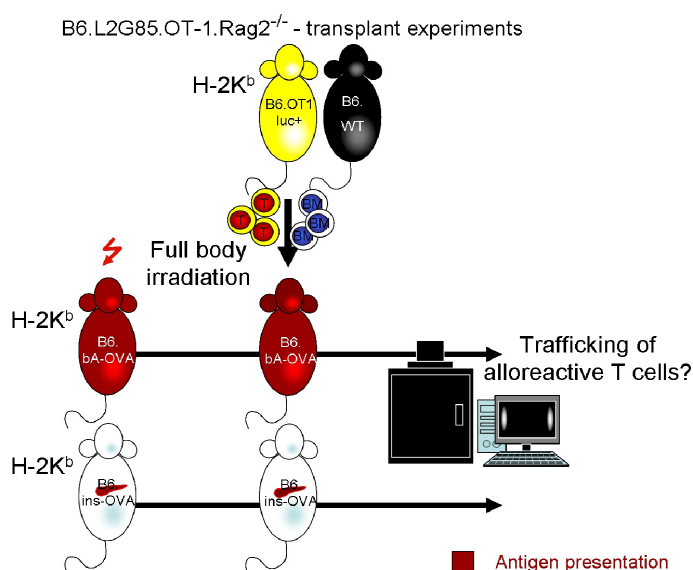 B6.L2G85.OT-1.Rag2-/- - transplant experiments
H-2Kb
B6.OT1
luc+
B6.
WT
T
T
T
BM
BM
BM
Full body
irradiation
H-2Kb
B6.
bA-OVA
B6.
bA-OVA
Trafficking of
alloreactive T cells?
H-2Kb
B6.
ins-OVA
B6.
ins-OVA
Antigen presentation